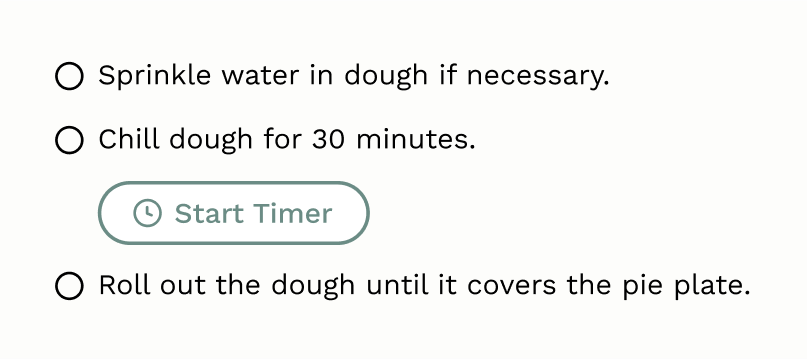 Sprinkle water in dough if necessary.
Chill dough for 30 minutes.
Start Timer
Roll out the dough until it covers the pie plate.